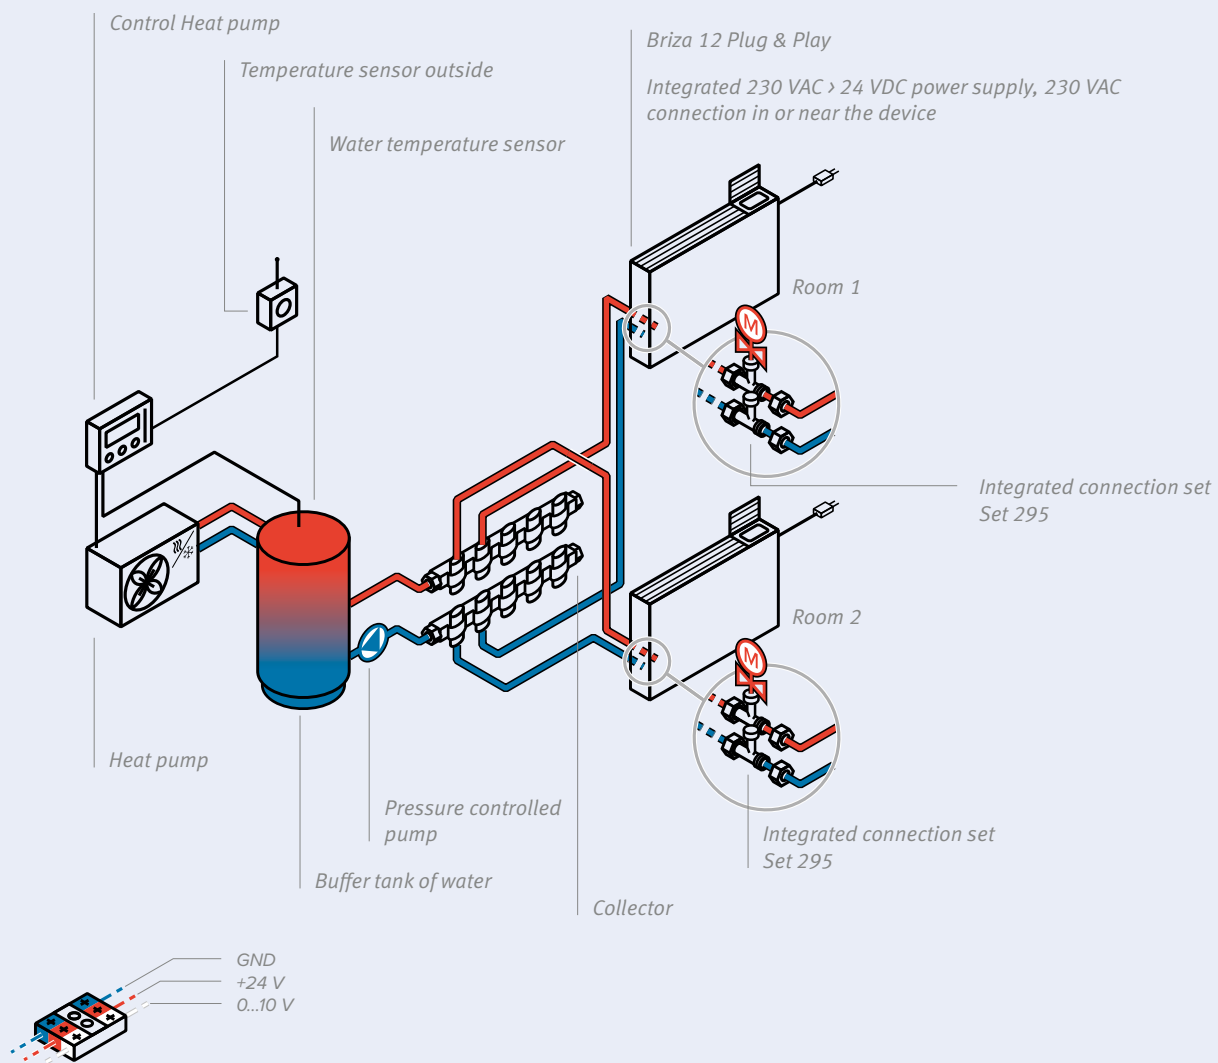 Control Heat pump
Temperature sensor outside
Water temperature sensor
Briza 12 Plug & Play
Integrated 230 VAC › 24 VDC power supply, 230 VAC
connection in or near the device
Room 1
M
Integrated connection set
Set 295
Room 2
M
Heat pump
Pressure controlled
pump
Integrated connection set
Set 295
Buffer tank of water
Collector
GND
+24 V
0...10 V